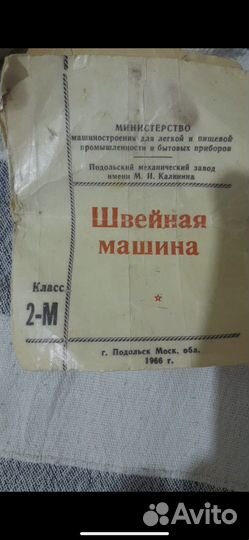 МИНИСТЕРСТВО
машиностроения для легкой и пищевой
промышленности и бытовых приборов
Подольский механический завод
имени М. И. Калинина
Швейная
машина
Класс
2-М
г. Подольск Моск. обл.
1966 г.
Avito